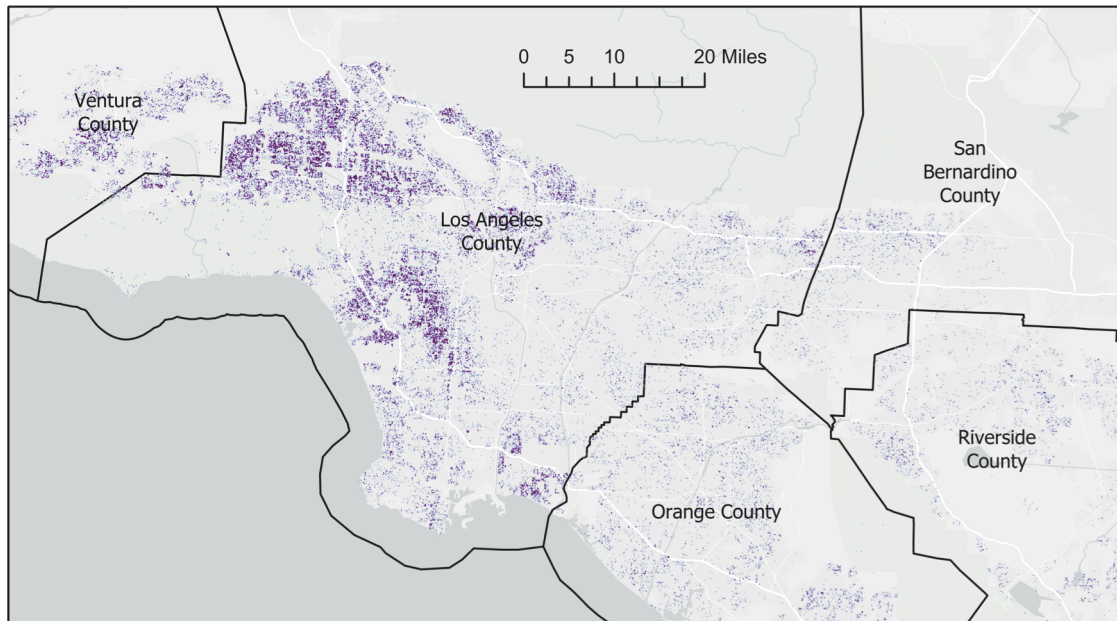 0 5 10 20 Miles
Ventura
County
San
Bernardino
County
Los Angeles
County
Riverside
County
Orange County